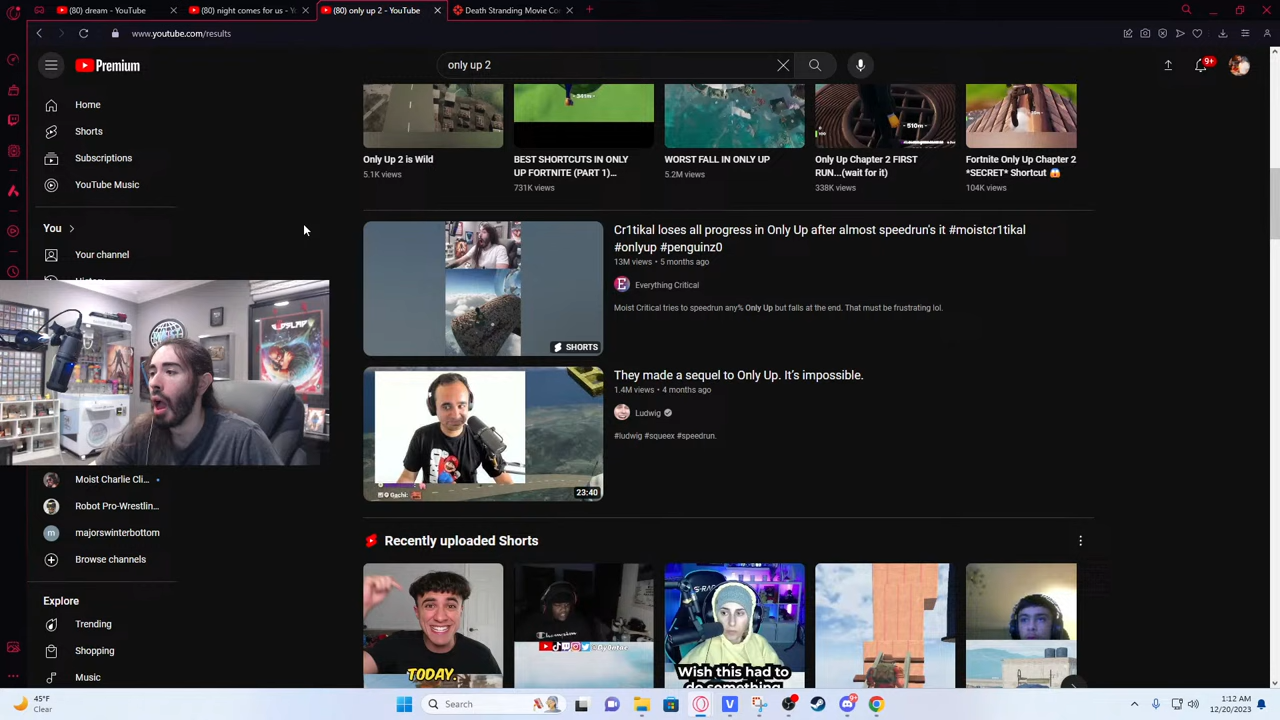 (80) dream - YouTube
(80) night comes for us - Y
(80) only up 2 - YouTube
Death Stranding Movie Co
www.youtube.com/results
Premium
only up 2
9+
Home
Shorts
Subscriptions
YouTube Music
You
Your channel
Moist Charlie Cli...
Robot Pro-Wrestlin...
majorswinterbottom
Browse channels
Explore
Trending
Shopping
Music
- 341m -
- 510m -
Only Up 2 is Wild
5.1K views
BEST SHORTCUTS IN ONLY
UP FORTNITE (PART 1)...
731K views
WORST FALL IN ONLY UP
5.2M views
Only Up Chapter 2 FIRST
RUN...(wait for it)
338K views
Fortnite Only Up Chapter 2
*SECRET* Shortcut 😱
104K views
SHORTS
Cr1tikal loses all progress in Only Up after almost speedrun's it #moistcr1tikal
#onlyup #penguinz0
13M views • 5 months ago
Everything Critical
Moist Critical tries to speedrun any% Only Up but falls at the end. That must be frustrating lol.
23:40
They made a sequel to Only Up. It's impossible.
1.4M views • 4 months ago
Ludwig
#ludwig #squeex #speedrun.
Recently uploaded Shorts
TODAY.
Wish this had to
do something
45°F
Clear
Search
9+
1:12 AM
12/20/2023